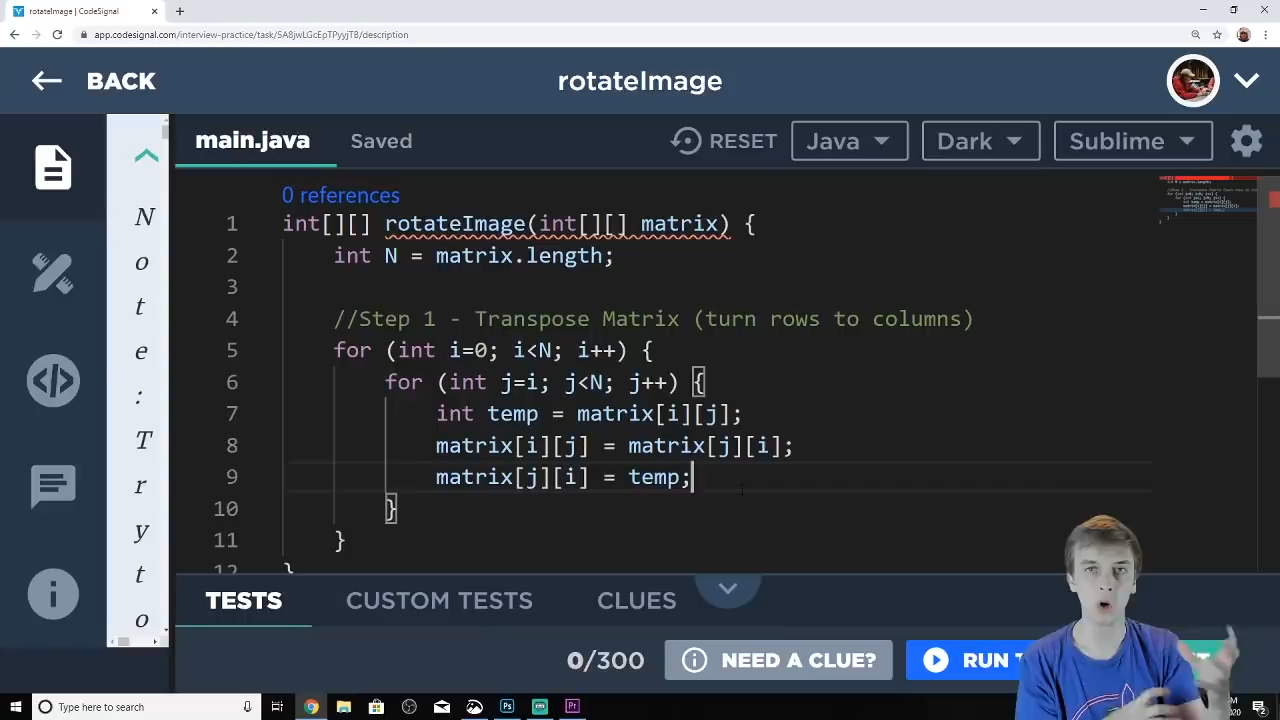 rotateImage | CodeSignal
app.codesignal.com/interview-practice/task/5A8jwLGcEpTPyyjTB/description
BACK
rotateImage
main.java
Saved
RESET
Java
Dark
Sublime
0 references
1 int[][] rotateImage(int[][] matrix) {
2 int N = matrix.length;
3
4 //Step 1 - Transpose Matrix (turn rows to columns)
5 for (int i=0; i<N; i++) {
6 for (int j=i; j<N; j++) {
7 int temp = matrix[i][j];
8 matrix[i][j] = matrix[j][i];
9 matrix[j][i] = temp;
10 }
11 }
12 }
N
o
t
e
:
T
r
y
t
o
TESTS
CUSTOM TESTS
CLUES
0/300
NEED A CLUE?
RUN
Type here to search